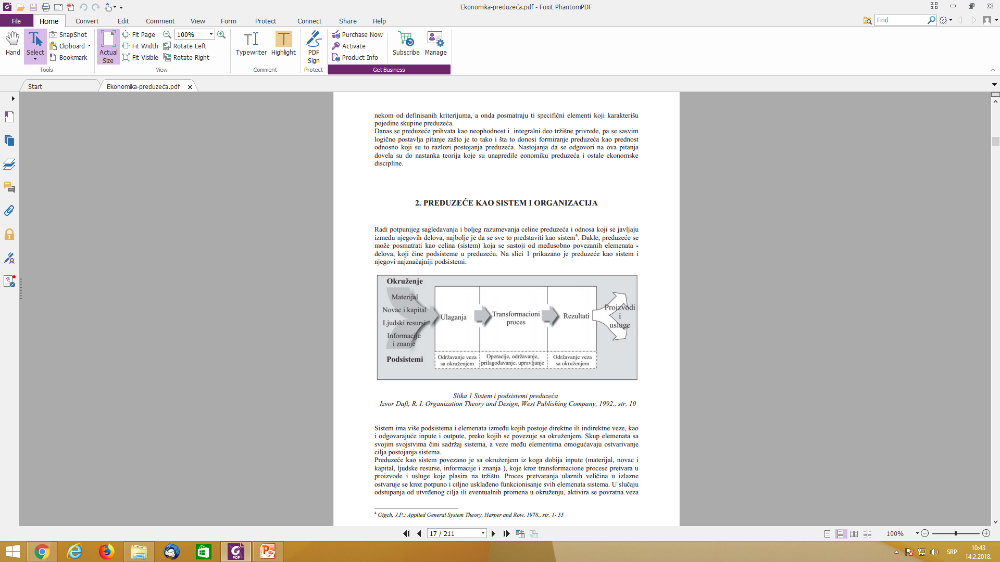 Ekonomika-preduzeća.pdf - Foxit PhantomPDF
File Home Convert Edit Comment View Form Protect Connect Share Help Find
Hand
Select
SnapShot
Clipboard
Bookmark
Tools
Actual Size
Fit Page
Fit Width
Fit Visible
100%
Rotate Left
Rotate Right
View
Typewriter
Highlight
Comment
PDF Sign
Protect
Purchase Now
Activate
Product Info
Subscribe
Manage
Get Business
Start
Ekonomika-preduzeća.pdf
nekom od definisanih kriterijuma, a onda posmatraju ti specifični elementi koji karakterišu
pojedine skupine preduzeća.
Danas se preduzeće prihvata kao neophodnost i integralni deo tržišne privrede, pa se sasvim
logično postavlja pitanje zašto je to tako i šta to donosi formiranje preduzeća kao prednost
odnosno koji su to razlozi postojanja preduzeća. Nastojanja da se odgovori na ova pitanja
dovela su do nastanka teorija koje su unapredile eonomiku preduzeća i ostale ekonomske
discipline.
2. PREDUZEĆE KAO SISTEM I ORGANIZACIJA
Radi potpunijeg sagledavanja i boljeg razumevanja celine preduzeća i odnosa koji se javljaju
između njegovih delova, najbolje je da se sve to predstaviti kao sistem4. Dakle, preduzeće se
može posmatrati kao celina (sistem) koja se sastoji od međusobno povezanih elemenata -
delova, koji čine podsisteme u preduzeću. Na slici 1 prikazano je preduzeće kao sistem i
njegovi najznačajniji podsistemi.
Okruženje
Materijal
Novac i kapital
Ljudski resursi
Informacije
i znanje
Ulaganja
Transformacioni
proces
Rezultati
Proizvodi
i
usluge
Podsistemi
Održavanje veza
sa okruženjem
Operacije, održavanje,
prilagođavanje, upravljanje
Održavanje veza
sa okruženjem
Slika 1 Sistem i podsistemi preduzeća
Izvor Daft, R. I. Organization Theory and Design, West Publishing Company, 1992., str. 10
Sistem ima više podsistema i elemenata između kojih postoje direktne ili indirektne veze, kao
i odgovarajuće inpute i outpute, preko kojih se povezuje sa okruženjem. Skup elemenata sa
svojim svojstvima čini sadržaj sistema, a veze među elementima omogućavaju ostvarivanje
cilja postojanja sistema.
Preduzeće kao sistem povezano je sa okruženjem iz koga dobija inpute (materijal, novac i
kapital, ljudske resurse, informacije i znanja ), koje kroz transformacione procese pretvara u
proizvode i usluge koje plasira na tržištu. Proces pretvaranja ulaznih veličina u izlazne
ostvaruje se kroz potpuno i ciljno usklađeno funkcionisanje svih elemenata sistema. U slučaju
odstupanja od utvrđenog cilja ili eventualnih promena u okruženju, aktivira se povratna veza
4 Gigch, J.P.: Applied General System Theory, Harper and Row, 1978., str. 1- 55
17 / 211
100%
SRP
10:43
14.2.2018.